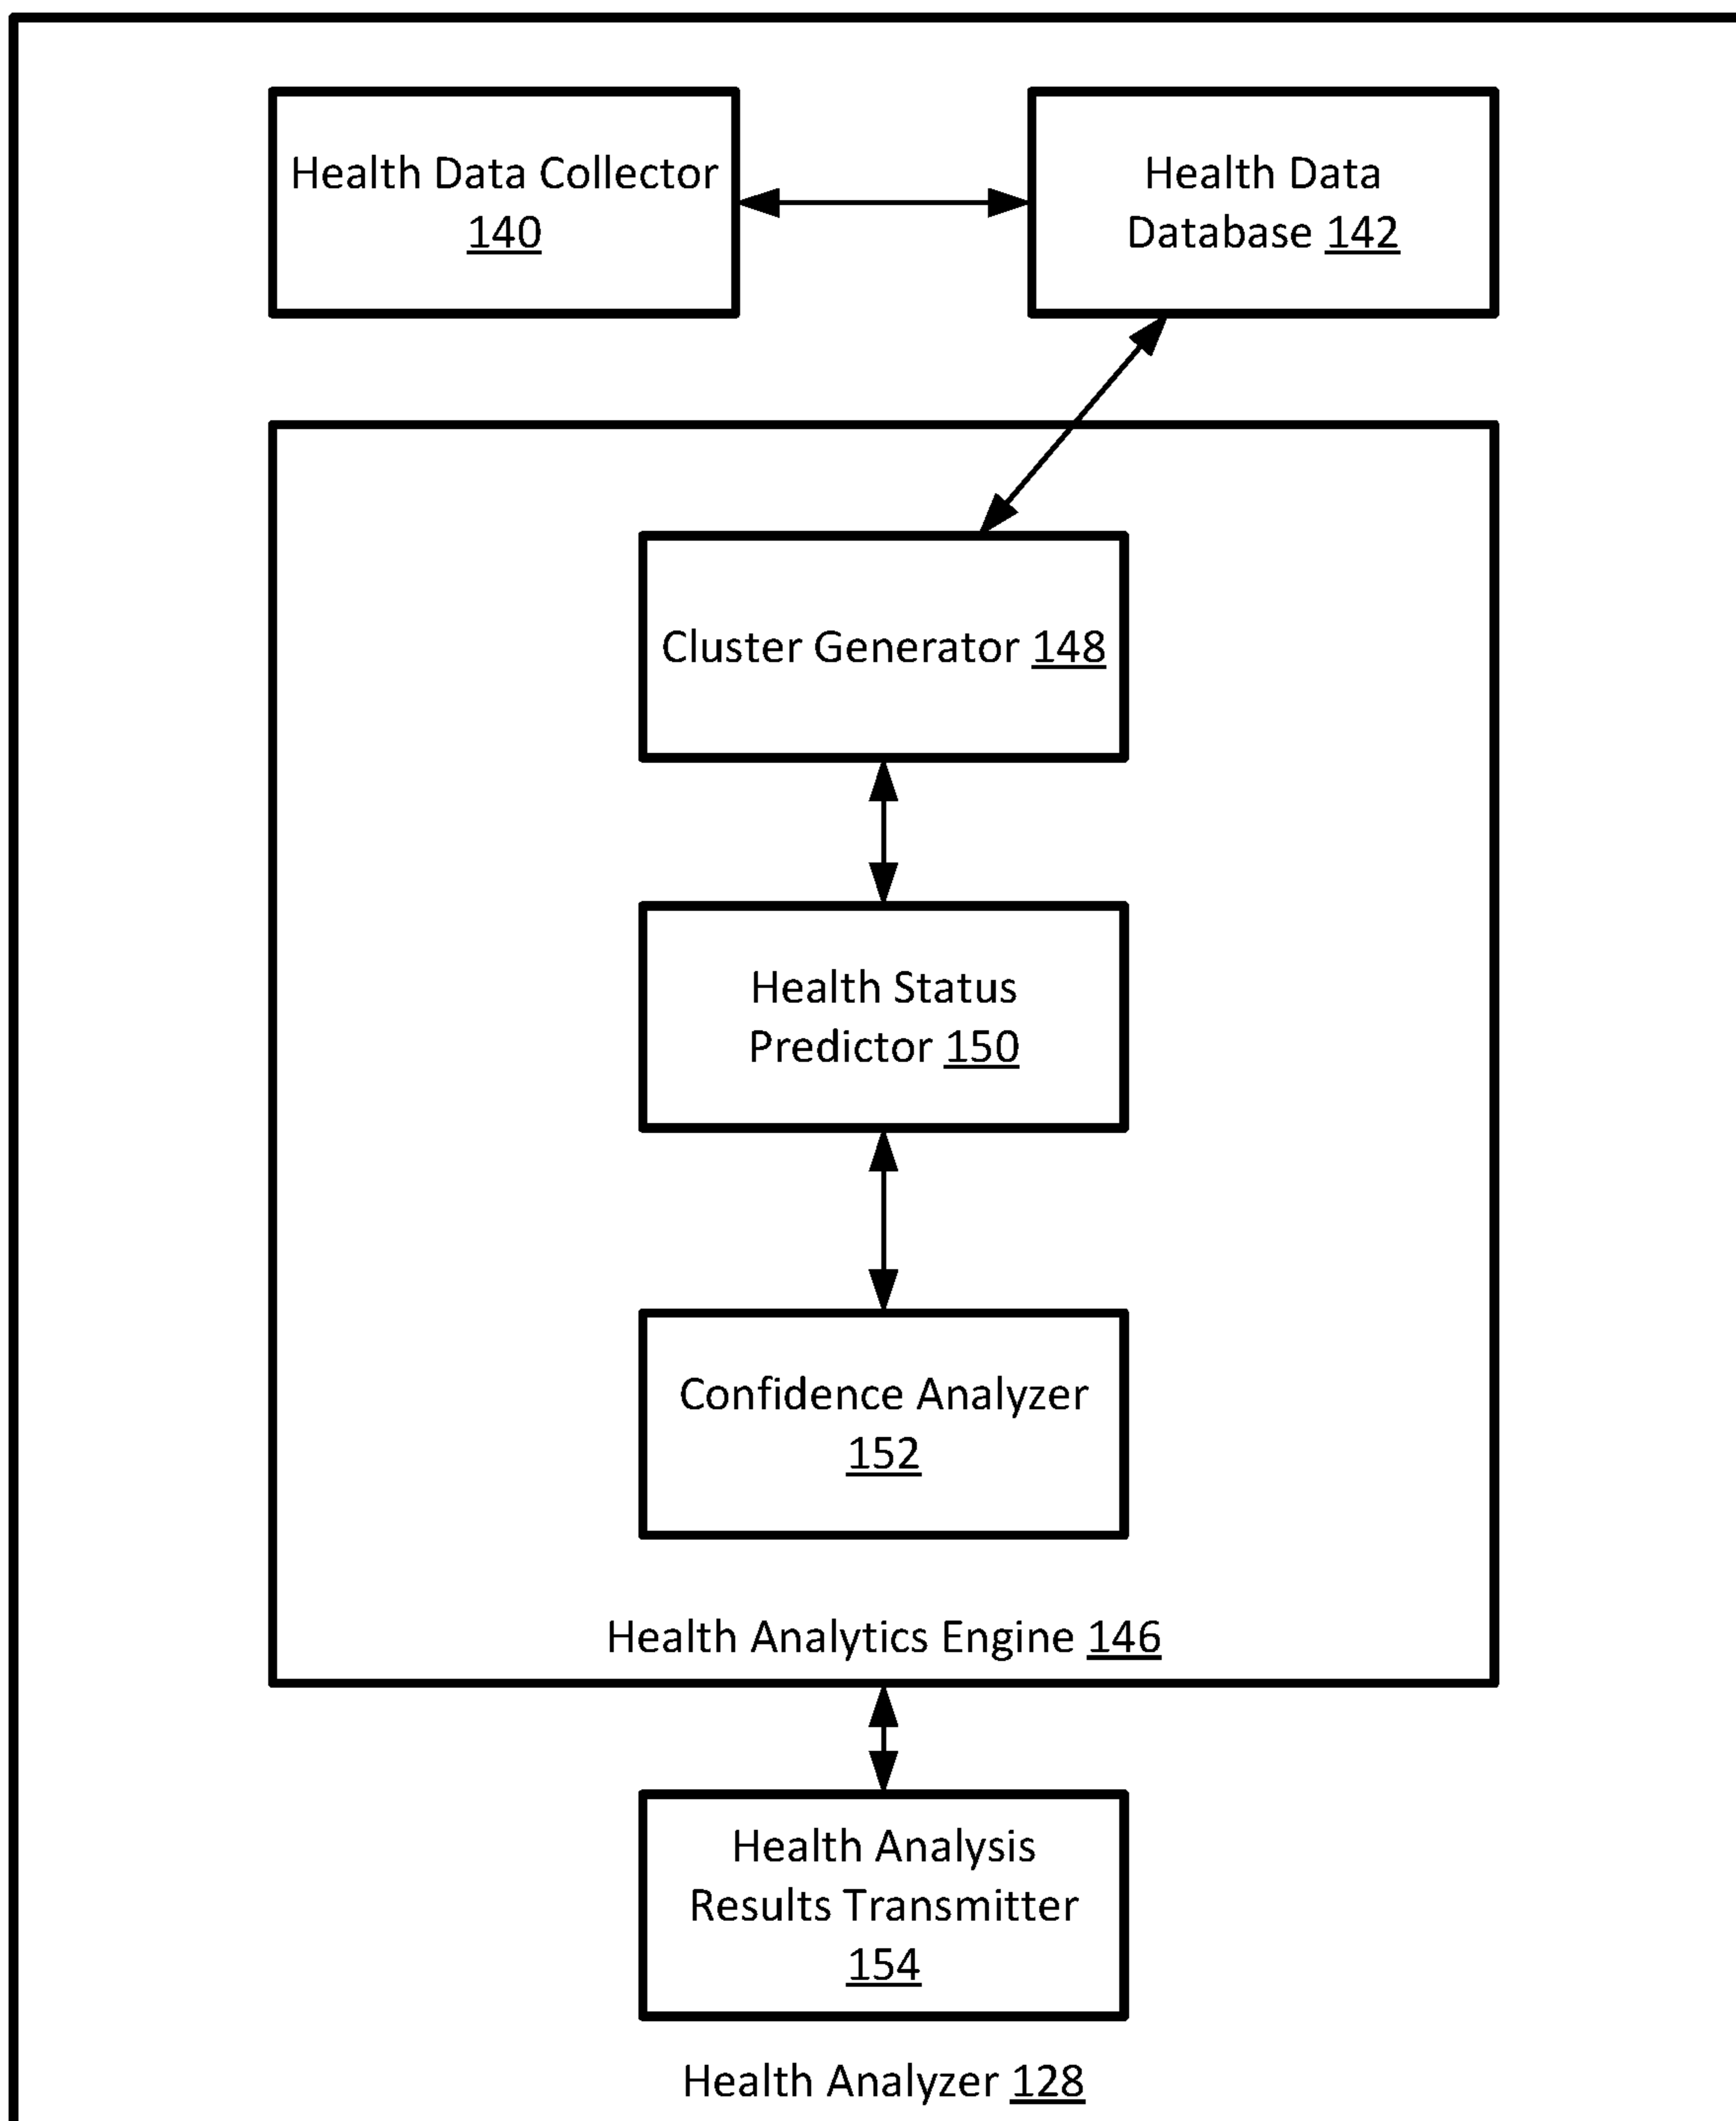 Health Data Collector
140
Health Data
Database 142
Cluster Generator 148
Health Status
Predictor 150
Confidence Analyzer
152
Health Analytics Engine 146
Health Analysis
Results Transmitter
154
Health Analyzer 128